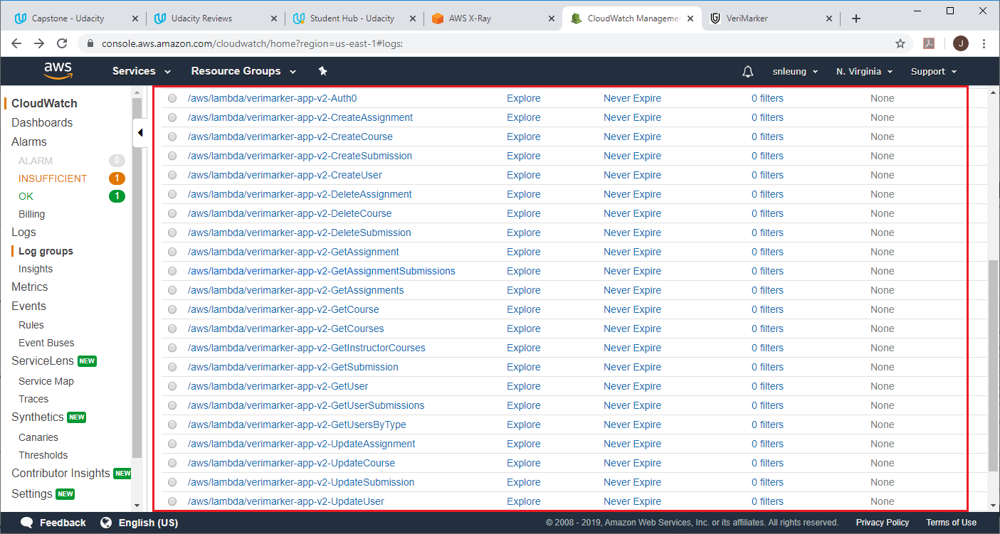 Capstone - Udacity
Udacity Reviews
Student Hub - Udacity
AWS X-Ray
CloudWatch Manageme
VeriMarker
console.aws.amazon.com/cloudwatch/home?region=us-east-1#logs:
J
aws Services Resource Groups snleung N. Virginia Support
CloudWatch
Dashboards
Alarms
ALARM 0
INSUFFICIENT 1
OK 1
Billing
Logs
Log groups
Insights
Metrics
Events
Rules
Event Buses
ServiceLens NEW
Service Map
Traces
Synthetics NEW
Canaries
Thresholds
Contributor Insights NEW
Settings NEW
/aws/lambda/verimarker-app-v2-Auth0 Explore Never Expire 0 filters None
/aws/lambda/verimarker-app-v2-CreateAssignment Explore Never Expire 0 filters None
/aws/lambda/verimarker-app-v2-CreateCourse Explore Never Expire 0 filters None
/aws/lambda/verimarker-app-v2-CreateSubmission Explore Never Expire 0 filters None
/aws/lambda/verimarker-app-v2-CreateUser Explore Never Expire 0 filters None
/aws/lambda/verimarker-app-v2-DeleteAssignment Explore Never Expire 0 filters None
/aws/lambda/verimarker-app-v2-DeleteCourse Explore Never Expire 0 filters None
/aws/lambda/verimarker-app-v2-DeleteSubmission Explore Never Expire 0 filters None
/aws/lambda/verimarker-app-v2-GetAssignment Explore Never Expire 0 filters None
/aws/lambda/verimarker-app-v2-GetAssignmentSubmissions Explore Never Expire 0 filters None
/aws/lambda/verimarker-app-v2-GetAssignments Explore Never Expire 0 filters None
/aws/lambda/verimarker-app-v2-GetCourse Explore Never Expire 0 filters None
/aws/lambda/verimarker-app-v2-GetCourses Explore Never Expire 0 filters None
/aws/lambda/verimarker-app-v2-GetInstructorCourses Explore Never Expire 0 filters None
/aws/lambda/verimarker-app-v2-GetSubmission Explore Never Expire 0 filters None
/aws/lambda/verimarker-app-v2-GetUser Explore Never Expire 0 filters None
/aws/lambda/verimarker-app-v2-GetUserSubmissions Explore Never Expire 0 filters None
/aws/lambda/verimarker-app-v2-GetUsersByType Explore Never Expire 0 filters None
/aws/lambda/verimarker-app-v2-UpdateAssignment Explore Never Expire 0 filters None
/aws/lambda/verimarker-app-v2-UpdateCourse Explore Never Expire 0 filters None
/aws/lambda/verimarker-app-v2-UpdateSubmission Explore Never Expire 0 filters None
/aws/lambda/verimarker-app-v2-UpdateUser Explore Never Expire 0 filters None
Feedback English (US) © 2008 - 2019, Amazon Web Services, Inc. or its affiliates. All rights reserved. Privacy Policy Terms of Use